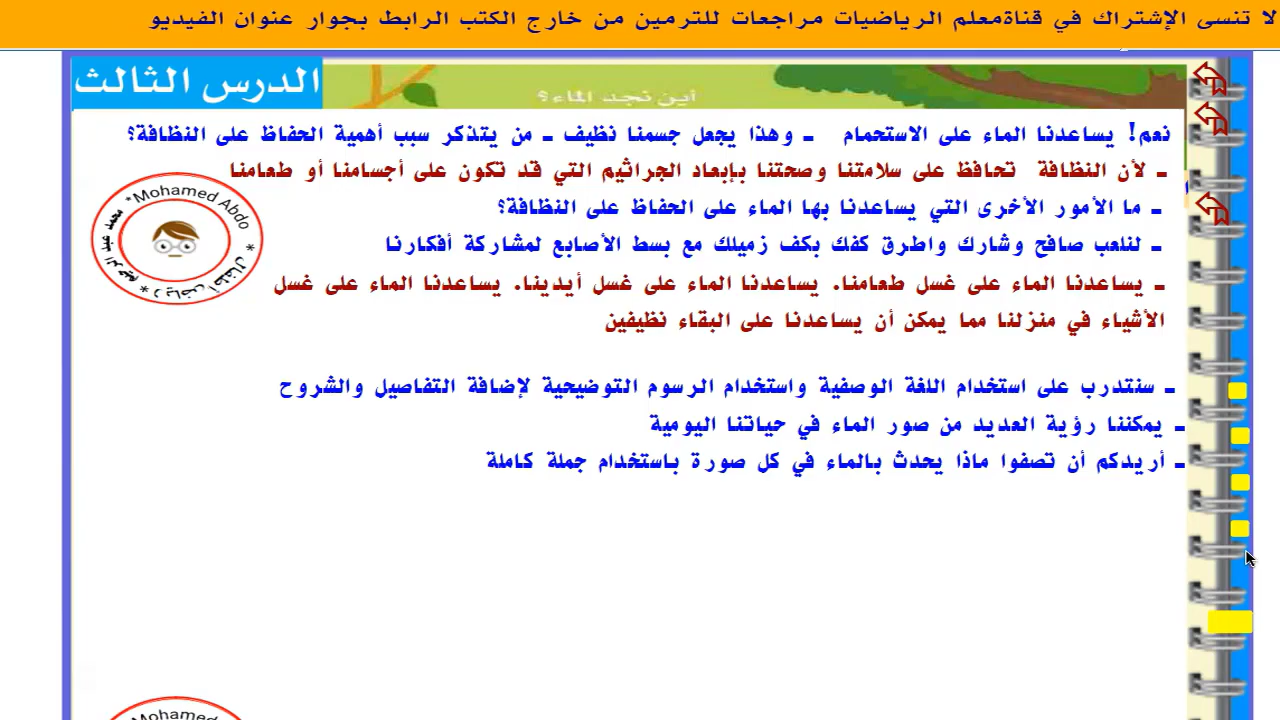 لا تنسى الإشتراك في قناةمعلم الرياضيات مراجعات للترمين من خارج الكتب الرابط بجوار عنوان الفيديو
الدرس الثالث
أين نجد الماء؟
نعم! يساعدنا الماء على الاستحمام ـ وهذا يجعل جسمنا نظيف ـ من يتذكر سبب أهمية الحفاظ على النظافة؟
ـ لأن النظافة تحافظ على سلامتنا وصحتنا بإبعاد الجراثيم التي قد تكون على أجسامنا أو طعامنا
ـ ما الأمور الأخرى التي يساعدنا بها الماء على الحفاظ على النظافة؟
ـ لنلعب صافح وشارك واطرق كفك بكف زميلك مع بسط الأصابع لمشاركة أفكارنا
ـ يساعدنا الماء على غسل طعامنا. يساعدنا الماء على غسل أيدينا. يساعدنا الماء على غسل
الأشياء في منزلنا مما يمكن أن يساعدنا على البقاء نظيفين
ـ سنتدرب على استخدام اللغة الوصفية واستخدام الرسوم التوضيحية لإضافة التفاصيل والشروح
ـ يمكننا رؤية العديد من صور الماء في حياتنا اليومية
ـ أريدكم أن تصفوا ماذا يحدث بالماء في كل صورة باستخدام جملة كاملة
*Mohamed Abdo*
محمد عبد الرحيم * رياض أطفال *
Mohamed